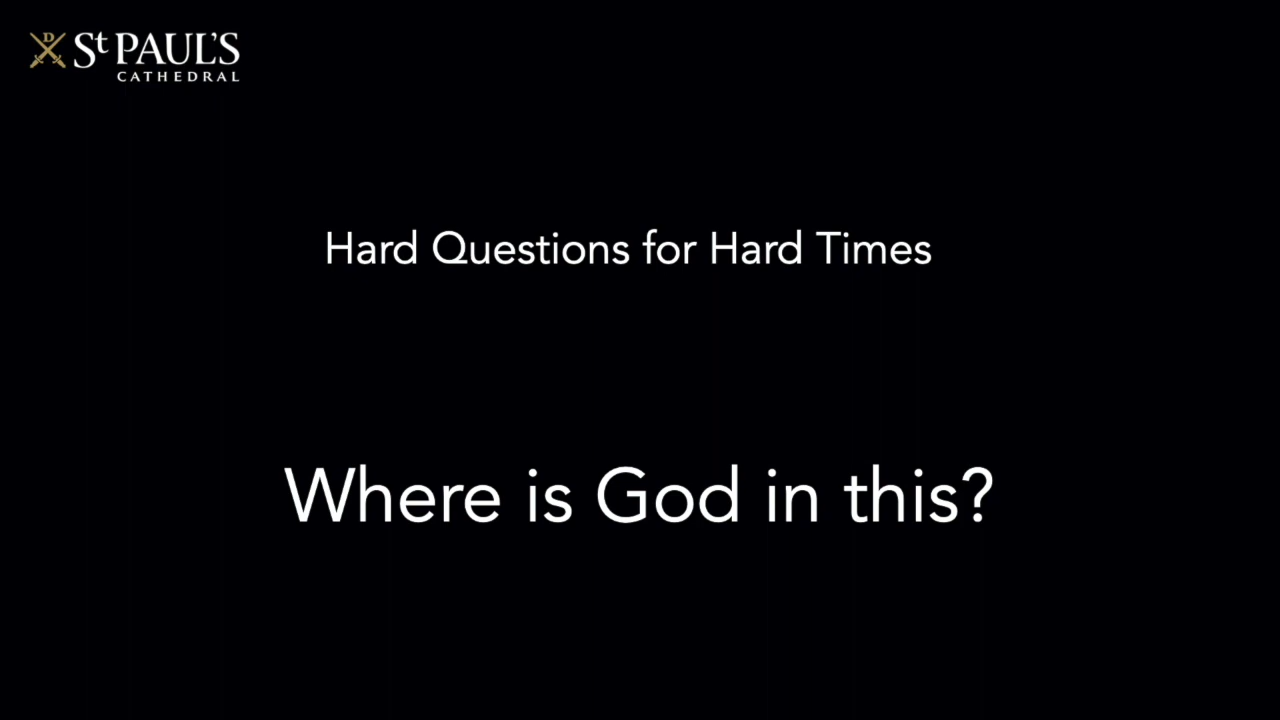 D St PAUL'S
CATHEDRAL
Hard Questions for Hard Times
Where is God in this?